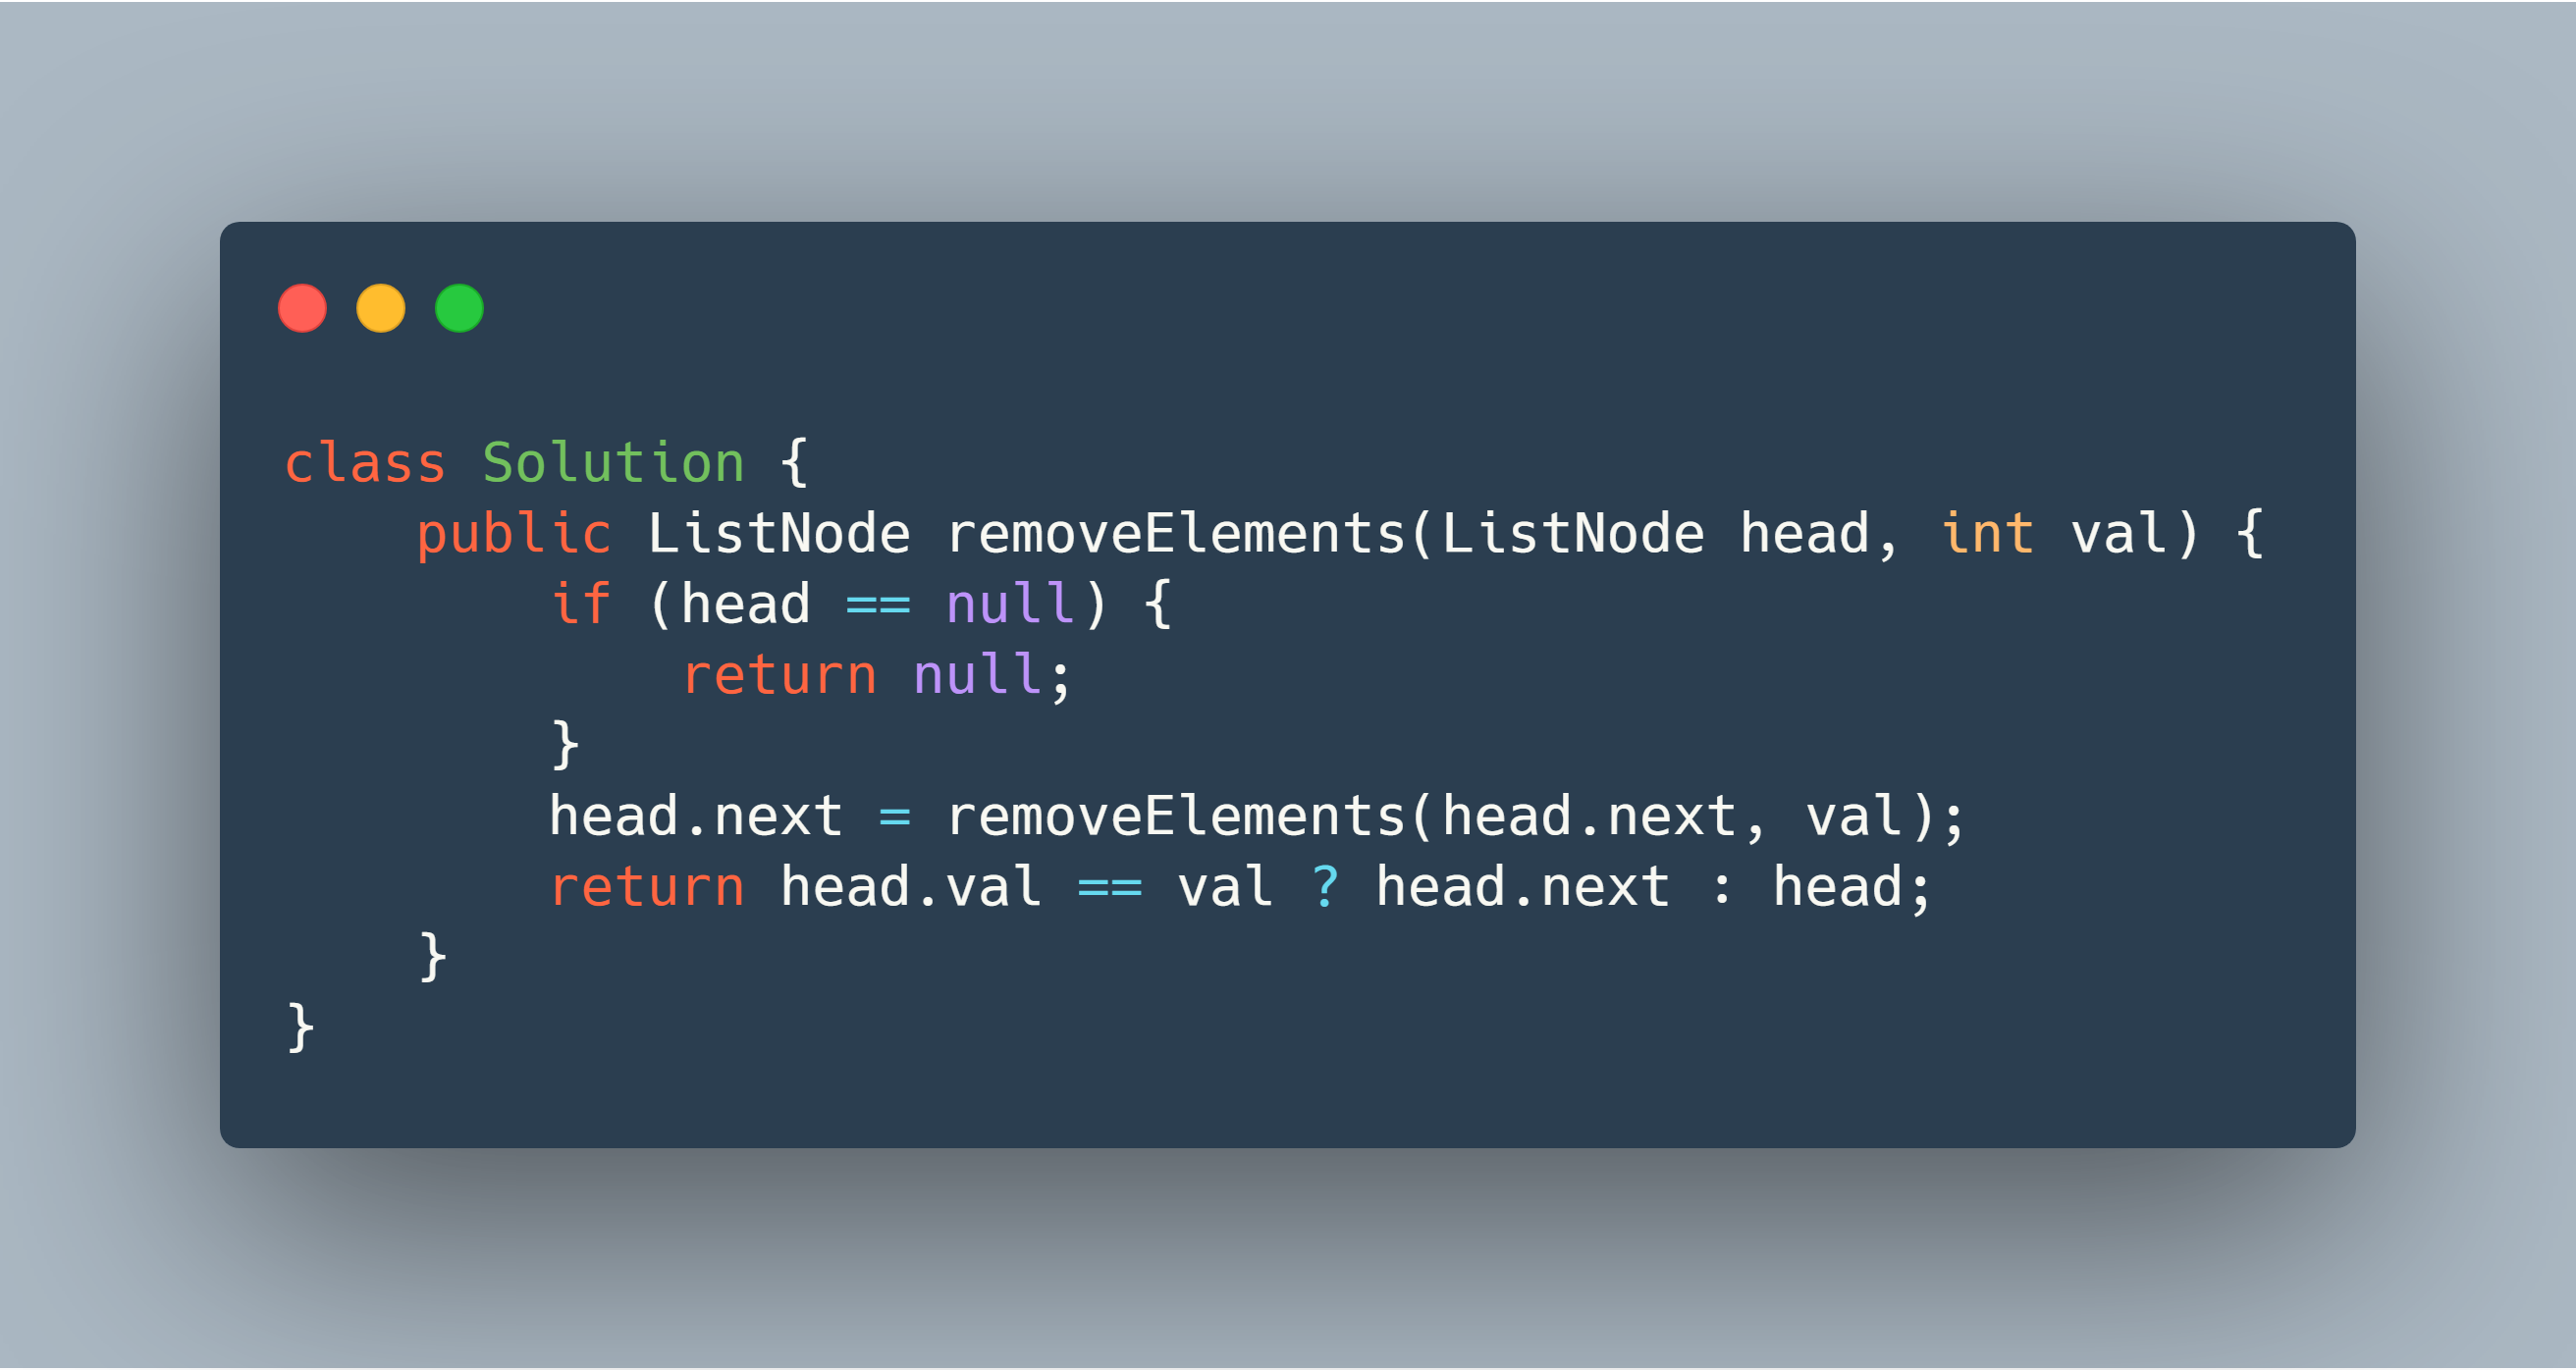 class Solution {
    public ListNode removeElements(ListNode head, int val) {
        if (head == null) {
            return null;
        }
        head.next = removeElements(head.next, val);
        return head.val == val ? head.next : head;
    }
}